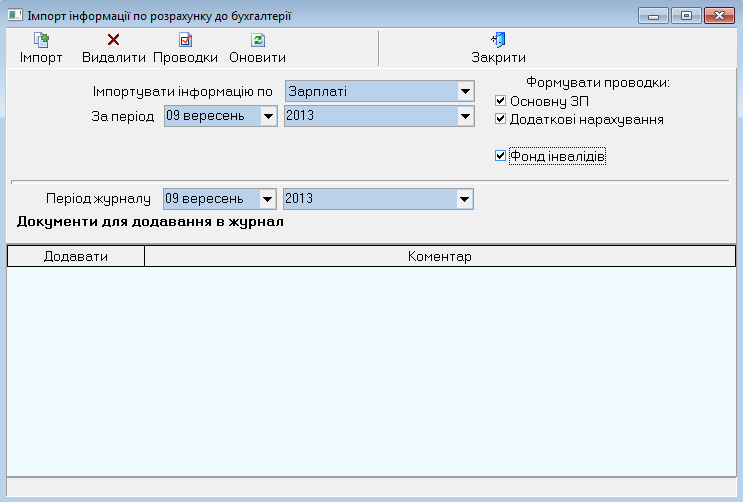 Імпорт інформації по розрахунку до бухгалтерії
Імпорт Видалити Проводки Оновити Закрити
Формувати проводки:
Імпортувати інформацію по Зарплаті
Основну ЗП
За період 09 вересень 2013
Додаткові нарахування
Фонд інвалідів
Період журналу 09 вересень 2013
Документи для додавання в журнал
Додавати Коментар